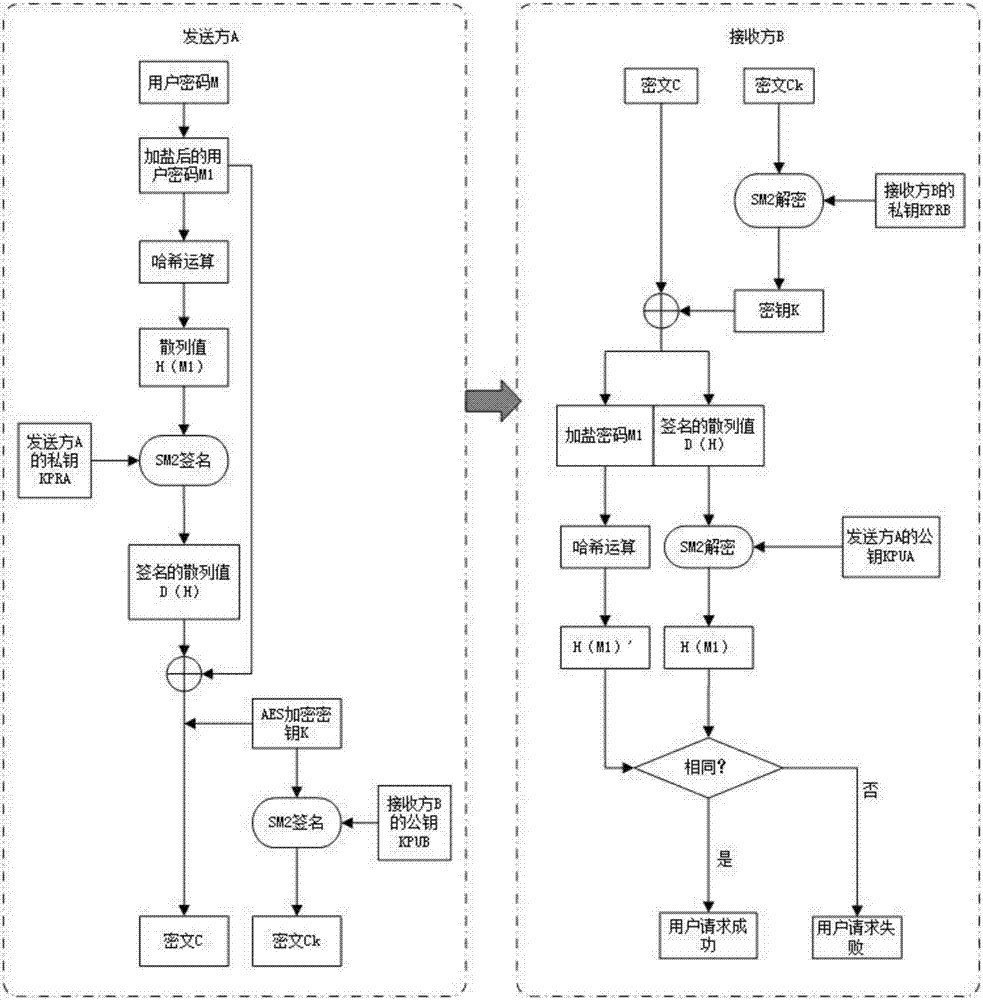 发送方A
用户密码M
加盐后的用
户密码M1
哈希运算
散列值
H（M1）
发送方A
的私钥
KPRA
SM2签名
签名的散列值
D（H）
AES加密密
钥K
SM2签名
接收方B
的公钥
KPUB
密文C
密文Ck
接收方B
密文C
密文Ck
SM2解密
接收方B的
私钥KPRB
密钥K
加盐密码M1
签名的散列值
D（H）
哈希运算
SM2解密
发送方A的公
钥KPUA
H（M1）′
H（M1）
相同？
否
是
用户请求成
功
用户请求失
败